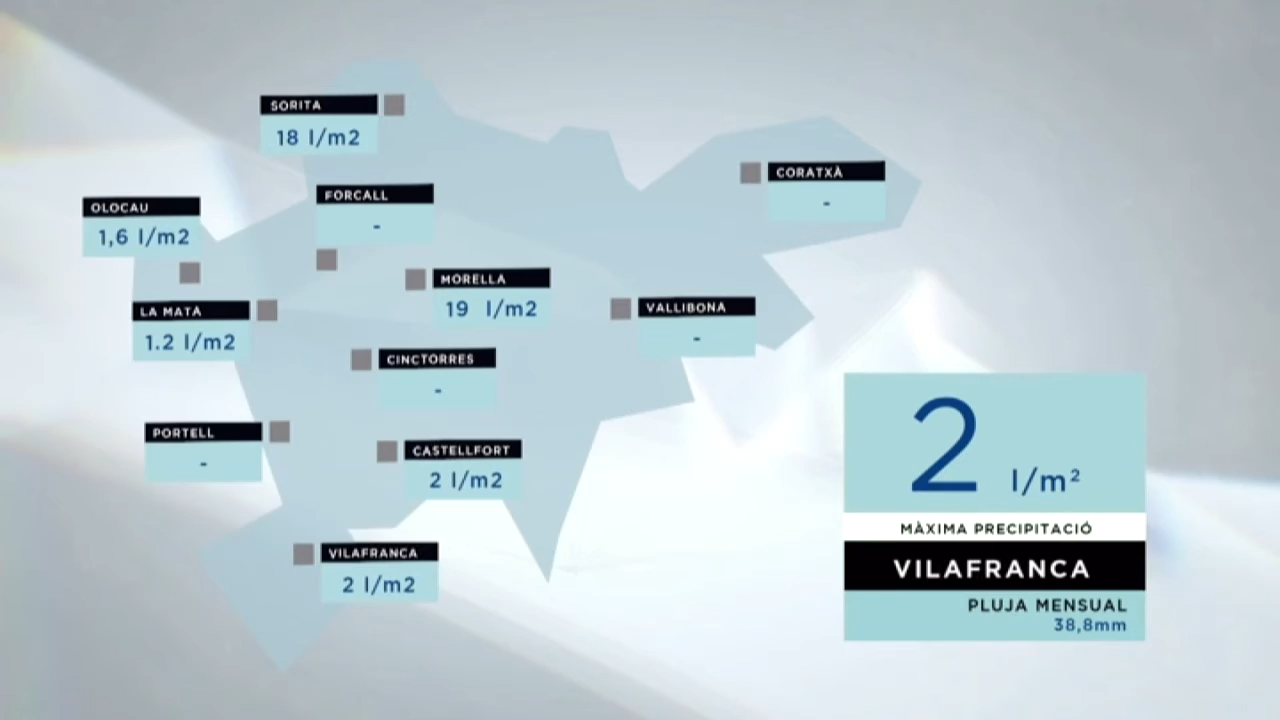 SORITA
18 l/m2
CORATXÀ
-
FORCALL
-
OLOCAU
1,6 l/m2
MORELLA
19 l/m2
VALLIBONA
-
LA MATA
1.2 l/m2
CINCTORRES
-
PORTELL
-
CASTELLFORT
2 l/m2
VILAFRANCA
2 l/m2
2 l/m²
MÀXIMA PRECIPITACIÓ
VILAFRANCA
PLUJA MENSUAL
38,8mm